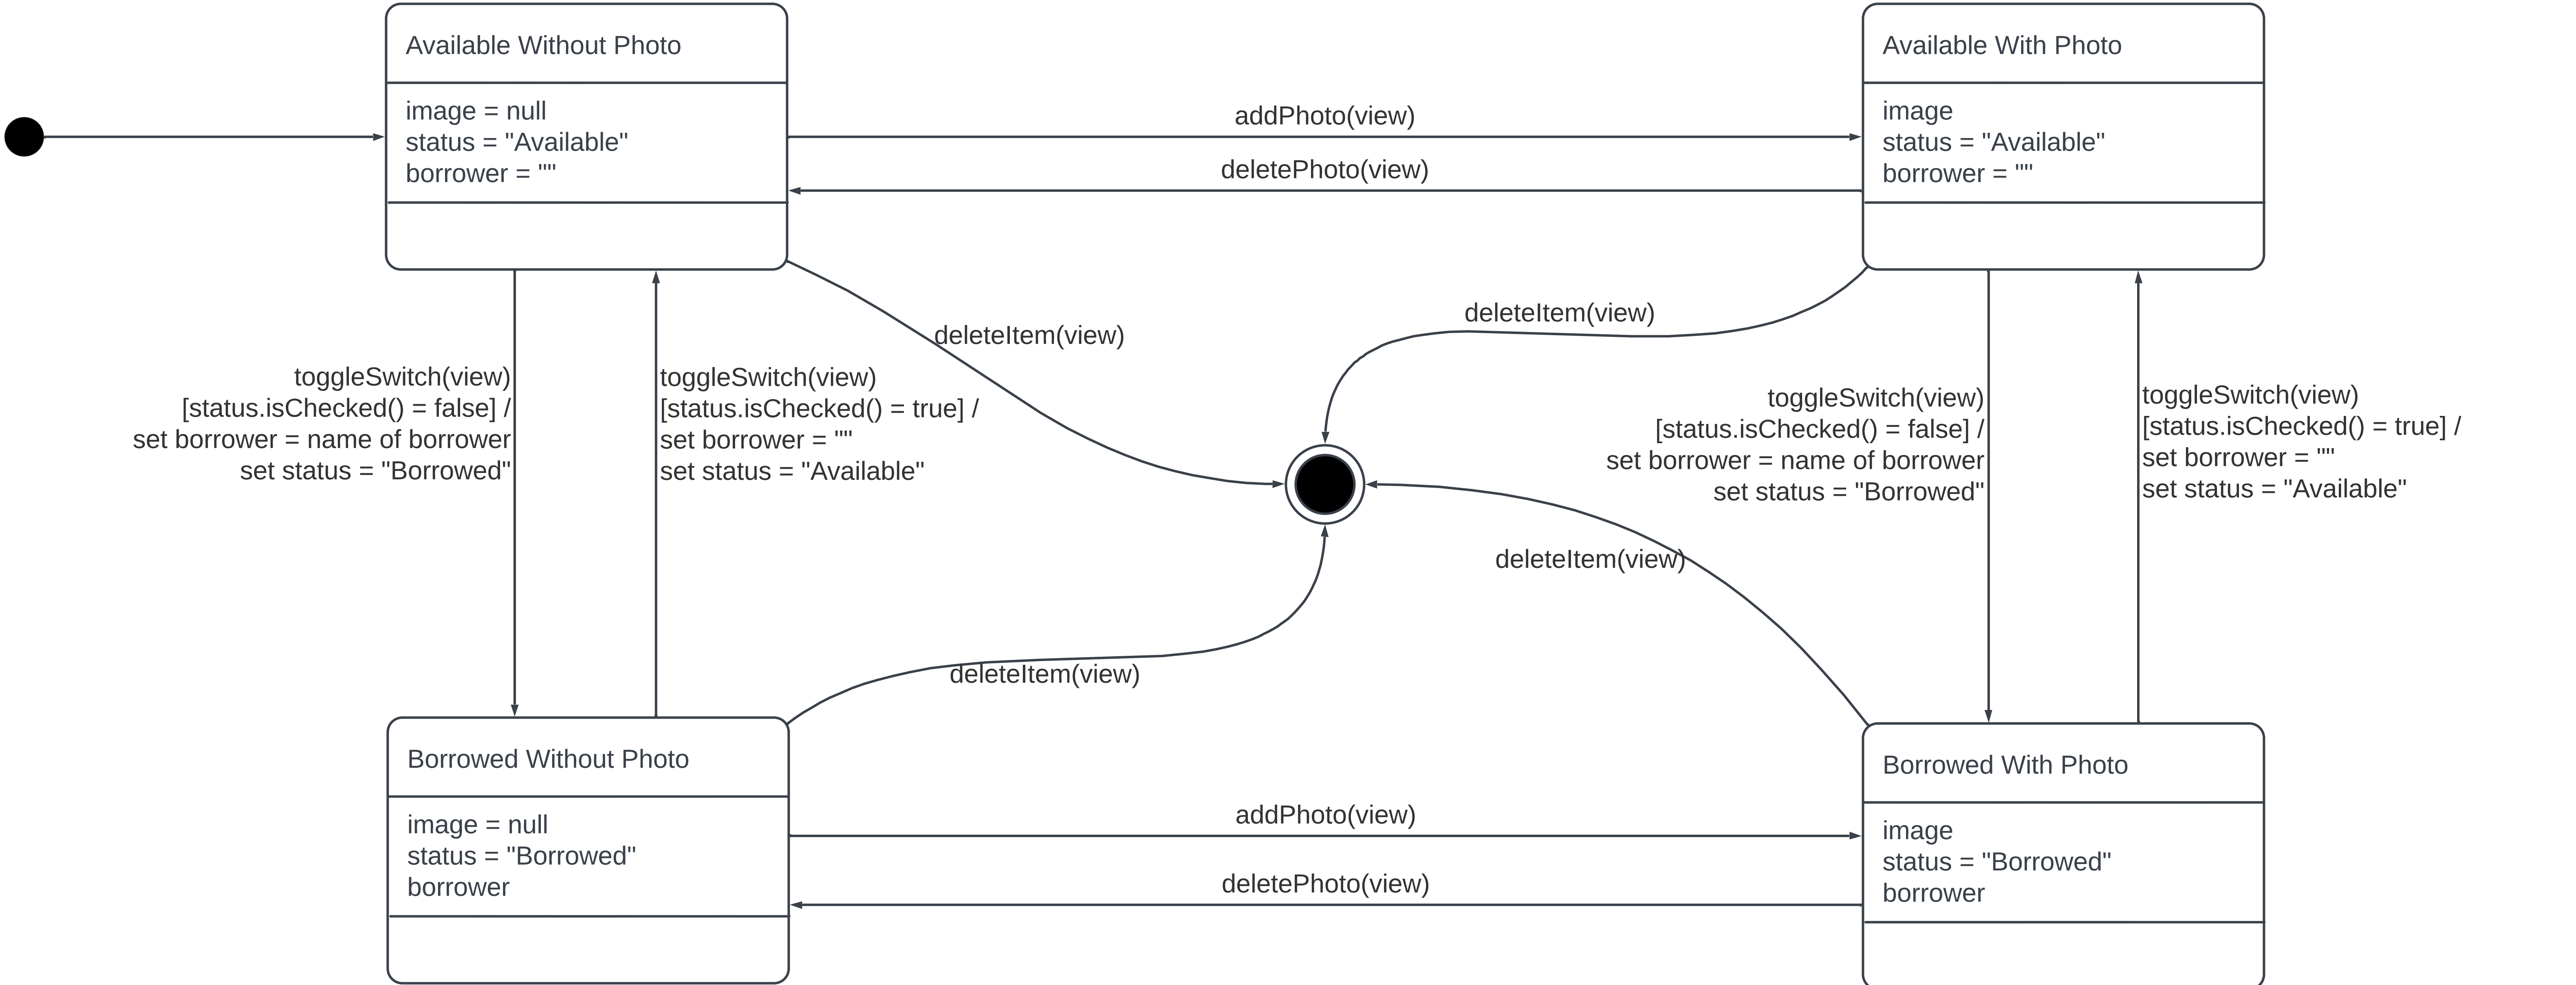 Available Without Photo
image = null
status = "Available"
borrower = ""
Available With Photo
image
status = "Available"
borrower = ""
addPhoto(view)
deletePhoto(view)
deleteItem(view)
deleteItem(view)
toggleSwitch(view)
[status.isChecked() = false] /
set borrower = name of borrower
set status = "Borrowed"
toggleSwitch(view)
[status.isChecked() = true] /
set borrower = ""
set status = "Available"
toggleSwitch(view)
[status.isChecked() = false] /
set borrower = name of borrower
set status = "Borrowed"
toggleSwitch(view)
[status.isChecked() = true] /
set borrower = ""
set status = "Available"
deleteItem(view)
deleteItem(view)
Borrowed Without Photo
image = null
status = "Borrowed"
borrower
addPhoto(view)
deletePhoto(view)
Borrowed With Photo
image
status = "Borrowed"
borrower